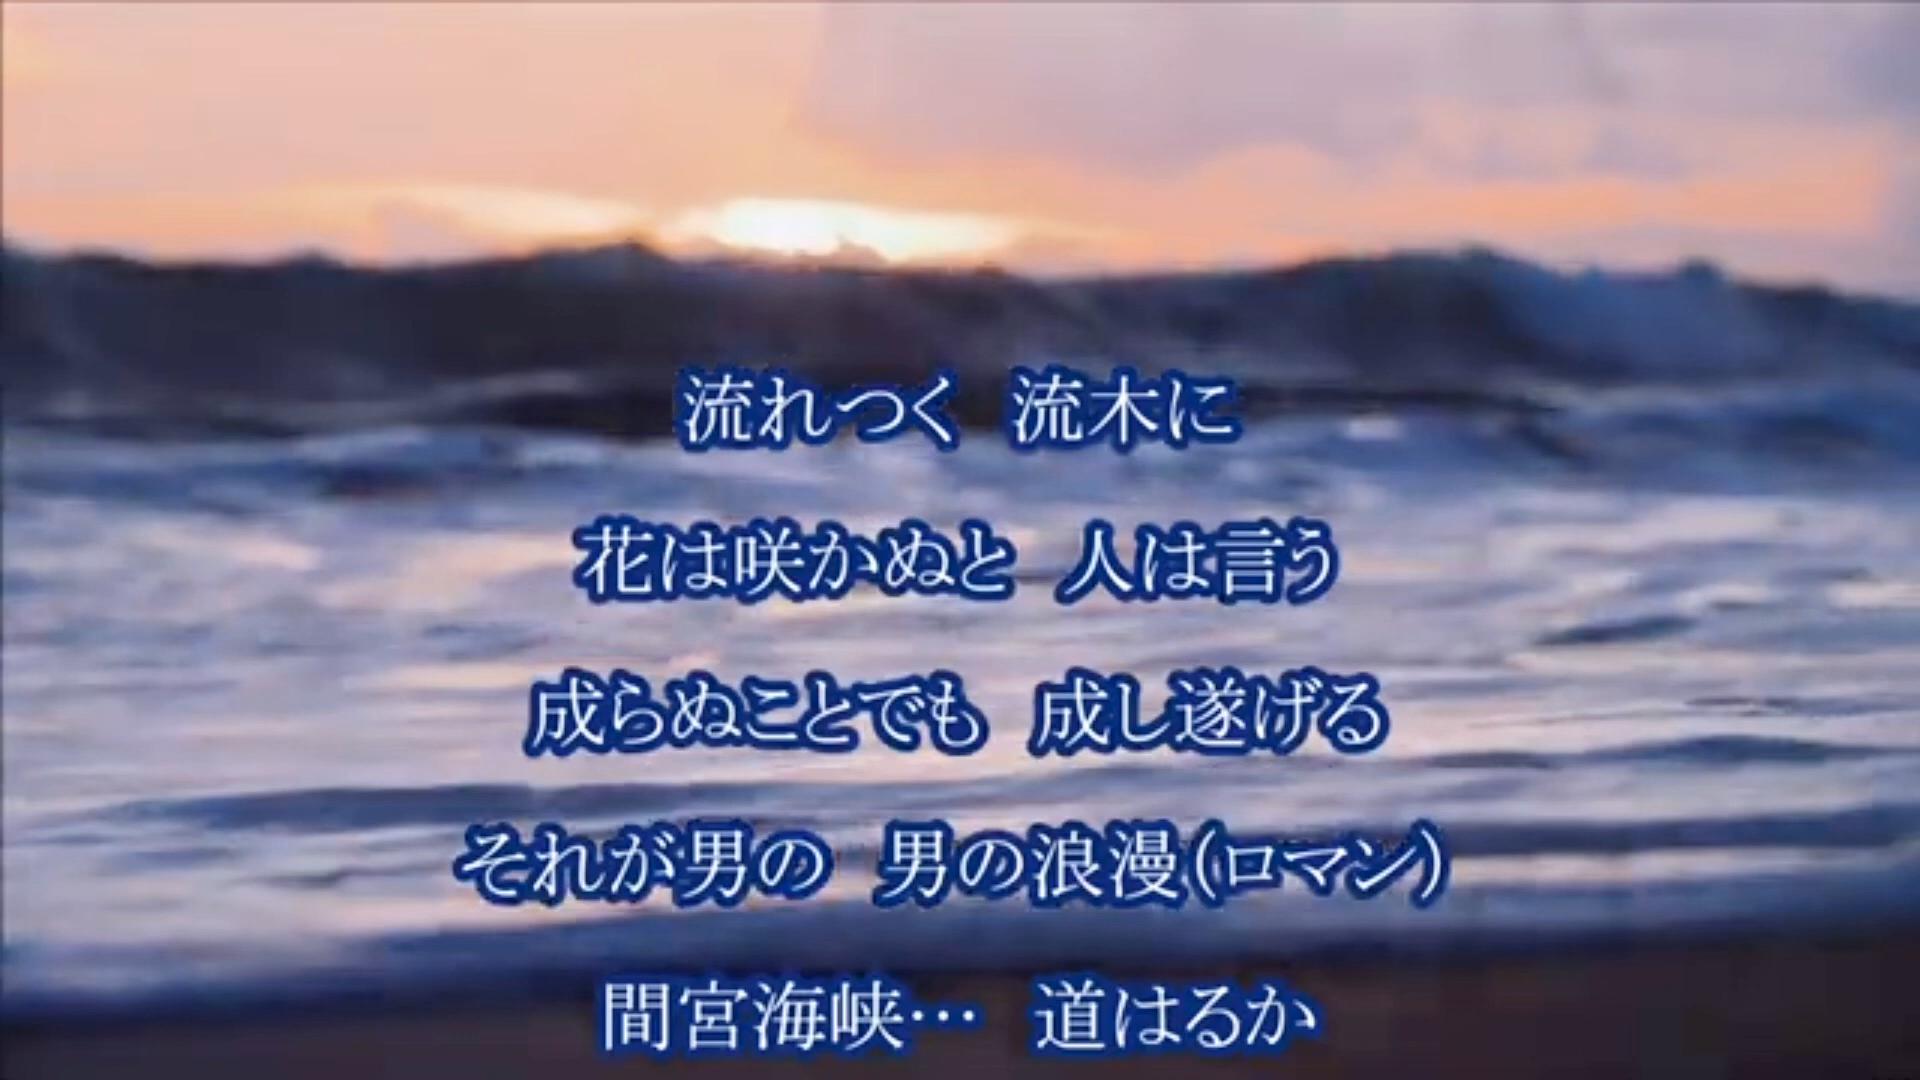 流れつく　流木に
花は咲かぬと　人は言う
成らぬことでも　成し遂げる
それが男の　男の浪漫（ロマン）
間宮海峡…　道はるか